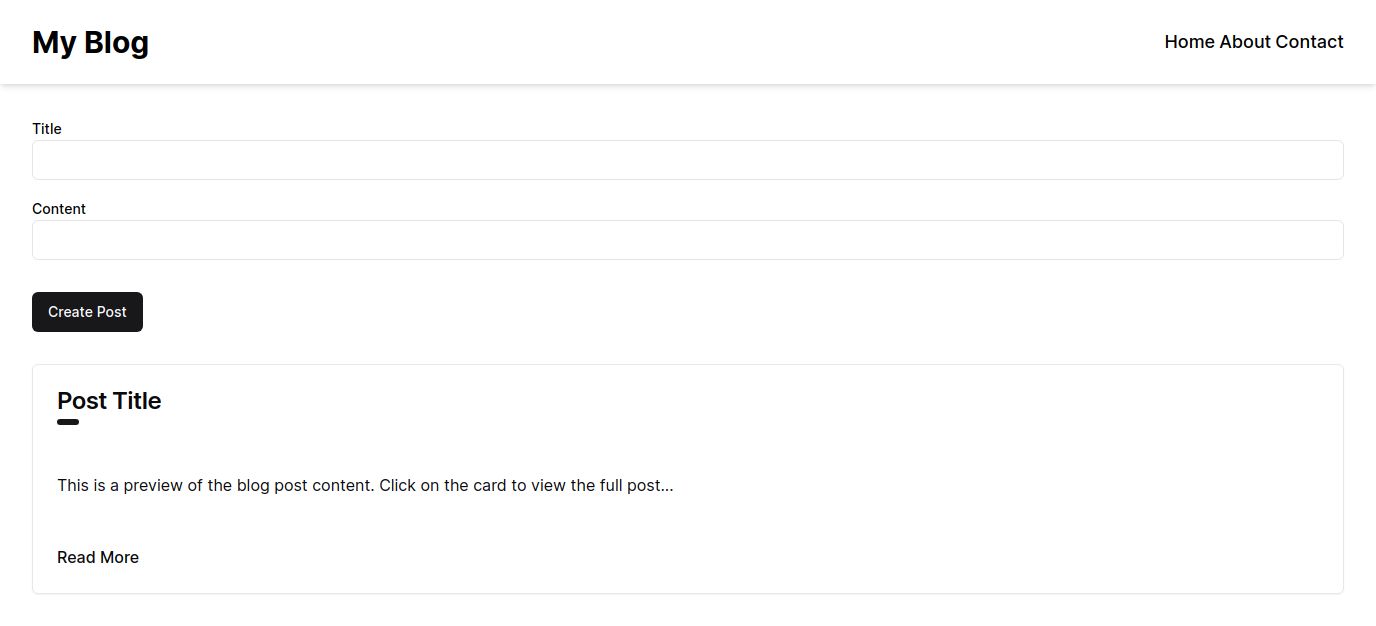 My Blog
Home About Contact
Title
Content
Create Post
Post Title
This is a preview of the blog post content. Click on the card to view the full post...
Read More